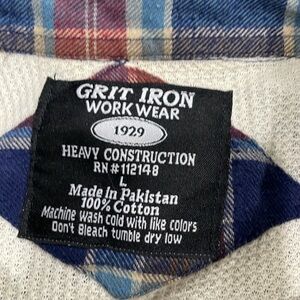 GRIT IRON
WORK WEAR
1929
HEAVY CONSTRUCTION
RN#112148
L
Made in Pakistan
100% Cotton
Machine wash cold with like colors
Don't Bleach tumble dry low